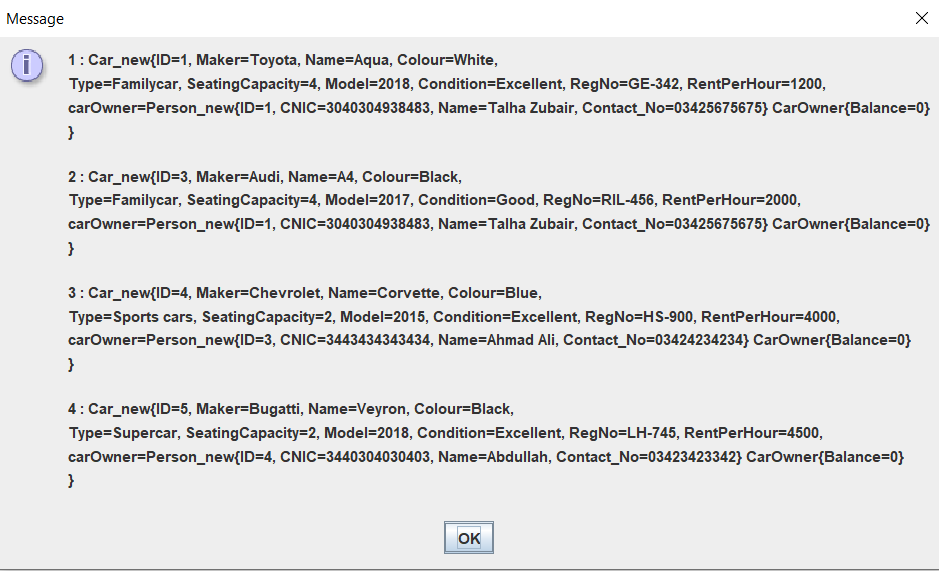 Message
1 : Car_new{ID=1, Maker=Toyota, Name=Aqua, Colour=White,
Type=Familycar, SeatingCapacity=4, Model=2018, Condition=Excellent, RegNo=GE-342, RentPerHour=1200,
carOwner=Person_new{ID=1, CNIC=3040304938483, Name=Talha Zubair, Contact_No=03425675675} CarOwner{Balance=0}
}
2 : Car_new{ID=3, Maker=Audi, Name=A4, Colour=Black,
Type=Familycar, SeatingCapacity=4, Model=2017, Condition=Good, RegNo=RIL-456, RentPerHour=2000,
carOwner=Person_new{ID=1, CNIC=3040304938483, Name=Talha Zubair, Contact_No=03425675675} CarOwner{Balance=0}
}
3 : Car_new{ID=4, Maker=Chevrolet, Name=Corvette, Colour=Blue,
Type=Sports cars, SeatingCapacity=2, Model=2015, Condition=Excellent, RegNo=HS-900, RentPerHour=4000,
carOwner=Person_new{ID=3, CNIC=3443434343434, Name=Ahmad Ali, Contact_No=03424234234} CarOwner{Balance=0}
}
4 : Car_new{ID=5, Maker=Bugatti, Name=Veyron, Colour=Black,
Type=Supercar, SeatingCapacity=2, Model=2018, Condition=Excellent, RegNo=LH-745, RentPerHour=4500,
carOwner=Person_new{ID=4, CNIC=3440304030403, Name=Abdullah, Contact_No=03423423342} CarOwner{Balance=0}
}
OK